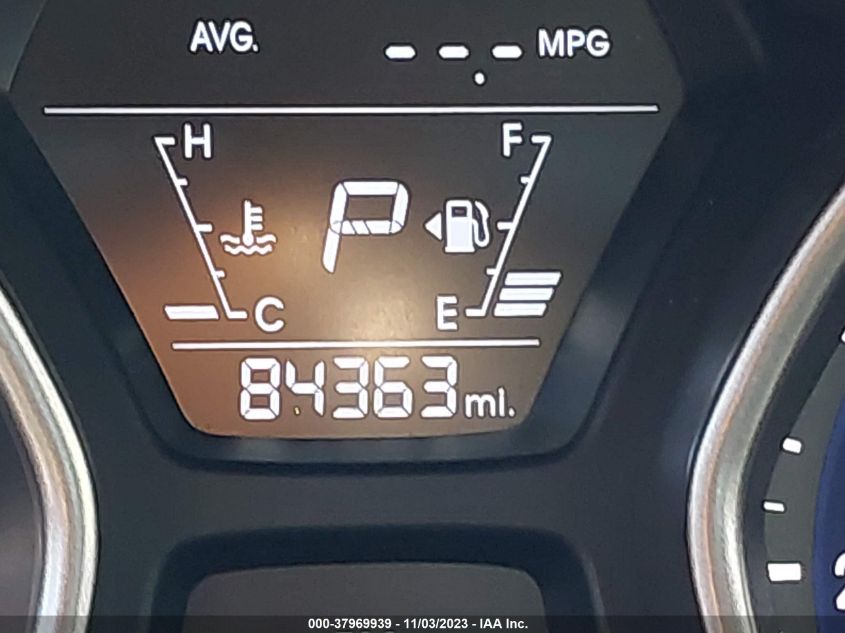 AVG. --.- MPG
H F
P
C E
84363 mi.
000-37969939 - 11/03/2023 - IAA Inc.